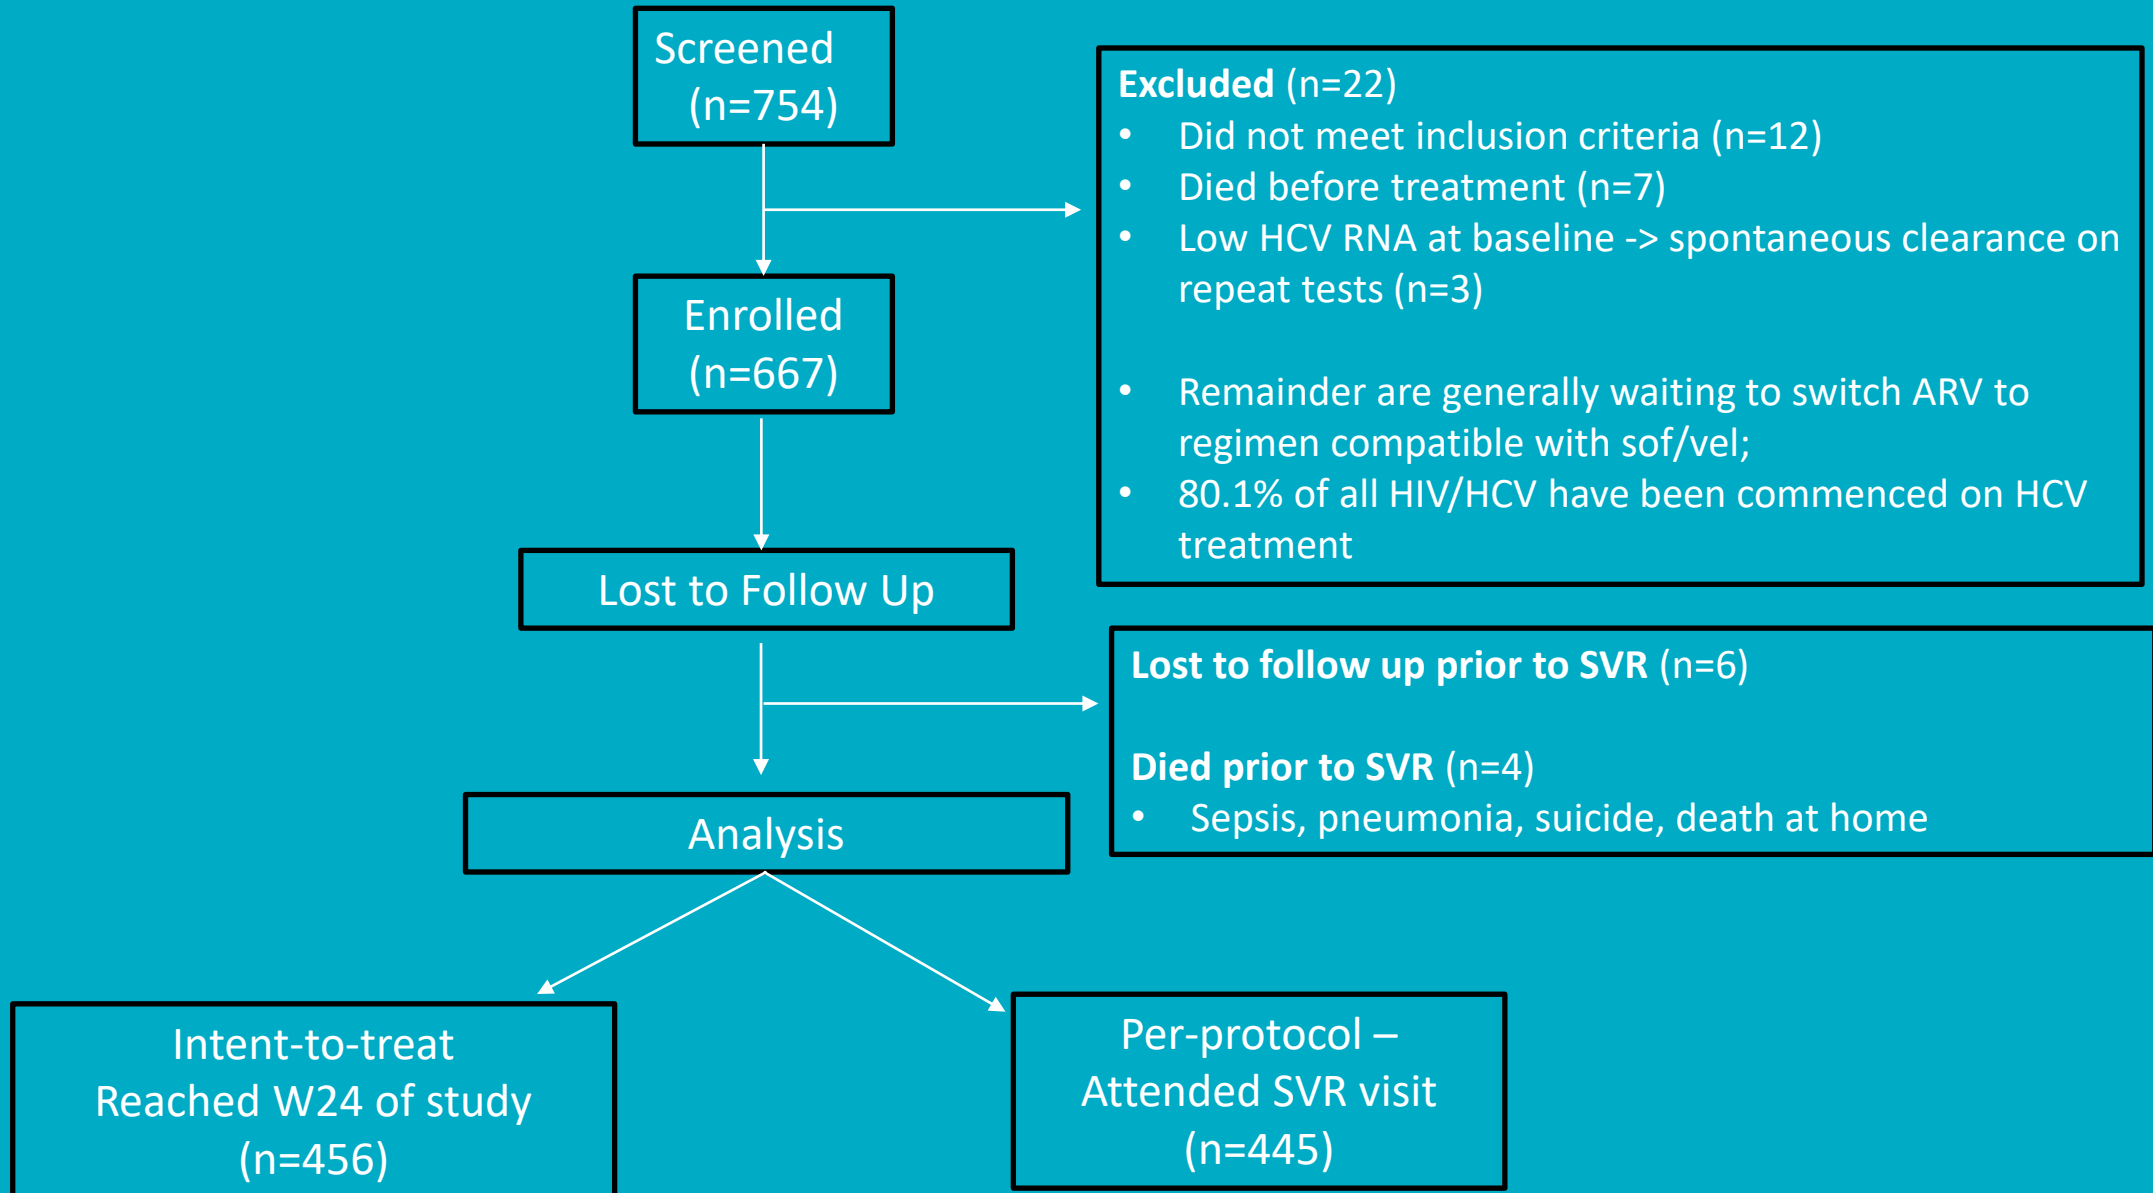 Screened
(n=754)
Excluded (n=22)
• Did not meet inclusion criteria (n=12)
• Died before treatment (n=7)
• Low HCV RNA at baseline -> spontaneous clearance on
repeat tests (n=3)
• Remainder are generally waiting to switch ARV to
regimen compatible with sof/vel;
• 80.1% of all HIV/HCV have been commenced on HCV
treatment
Enrolled
(n=667)
Lost to Follow Up
Lost to follow up prior to SVR (n=6)
Died prior to SVR (n=4)
• Sepsis, pneumonia, suicide, death at home
Analysis
Intent-to-treat
Reached W24 of study
(n=456)
Per-protocol –
Attended SVR visit
(n=445)